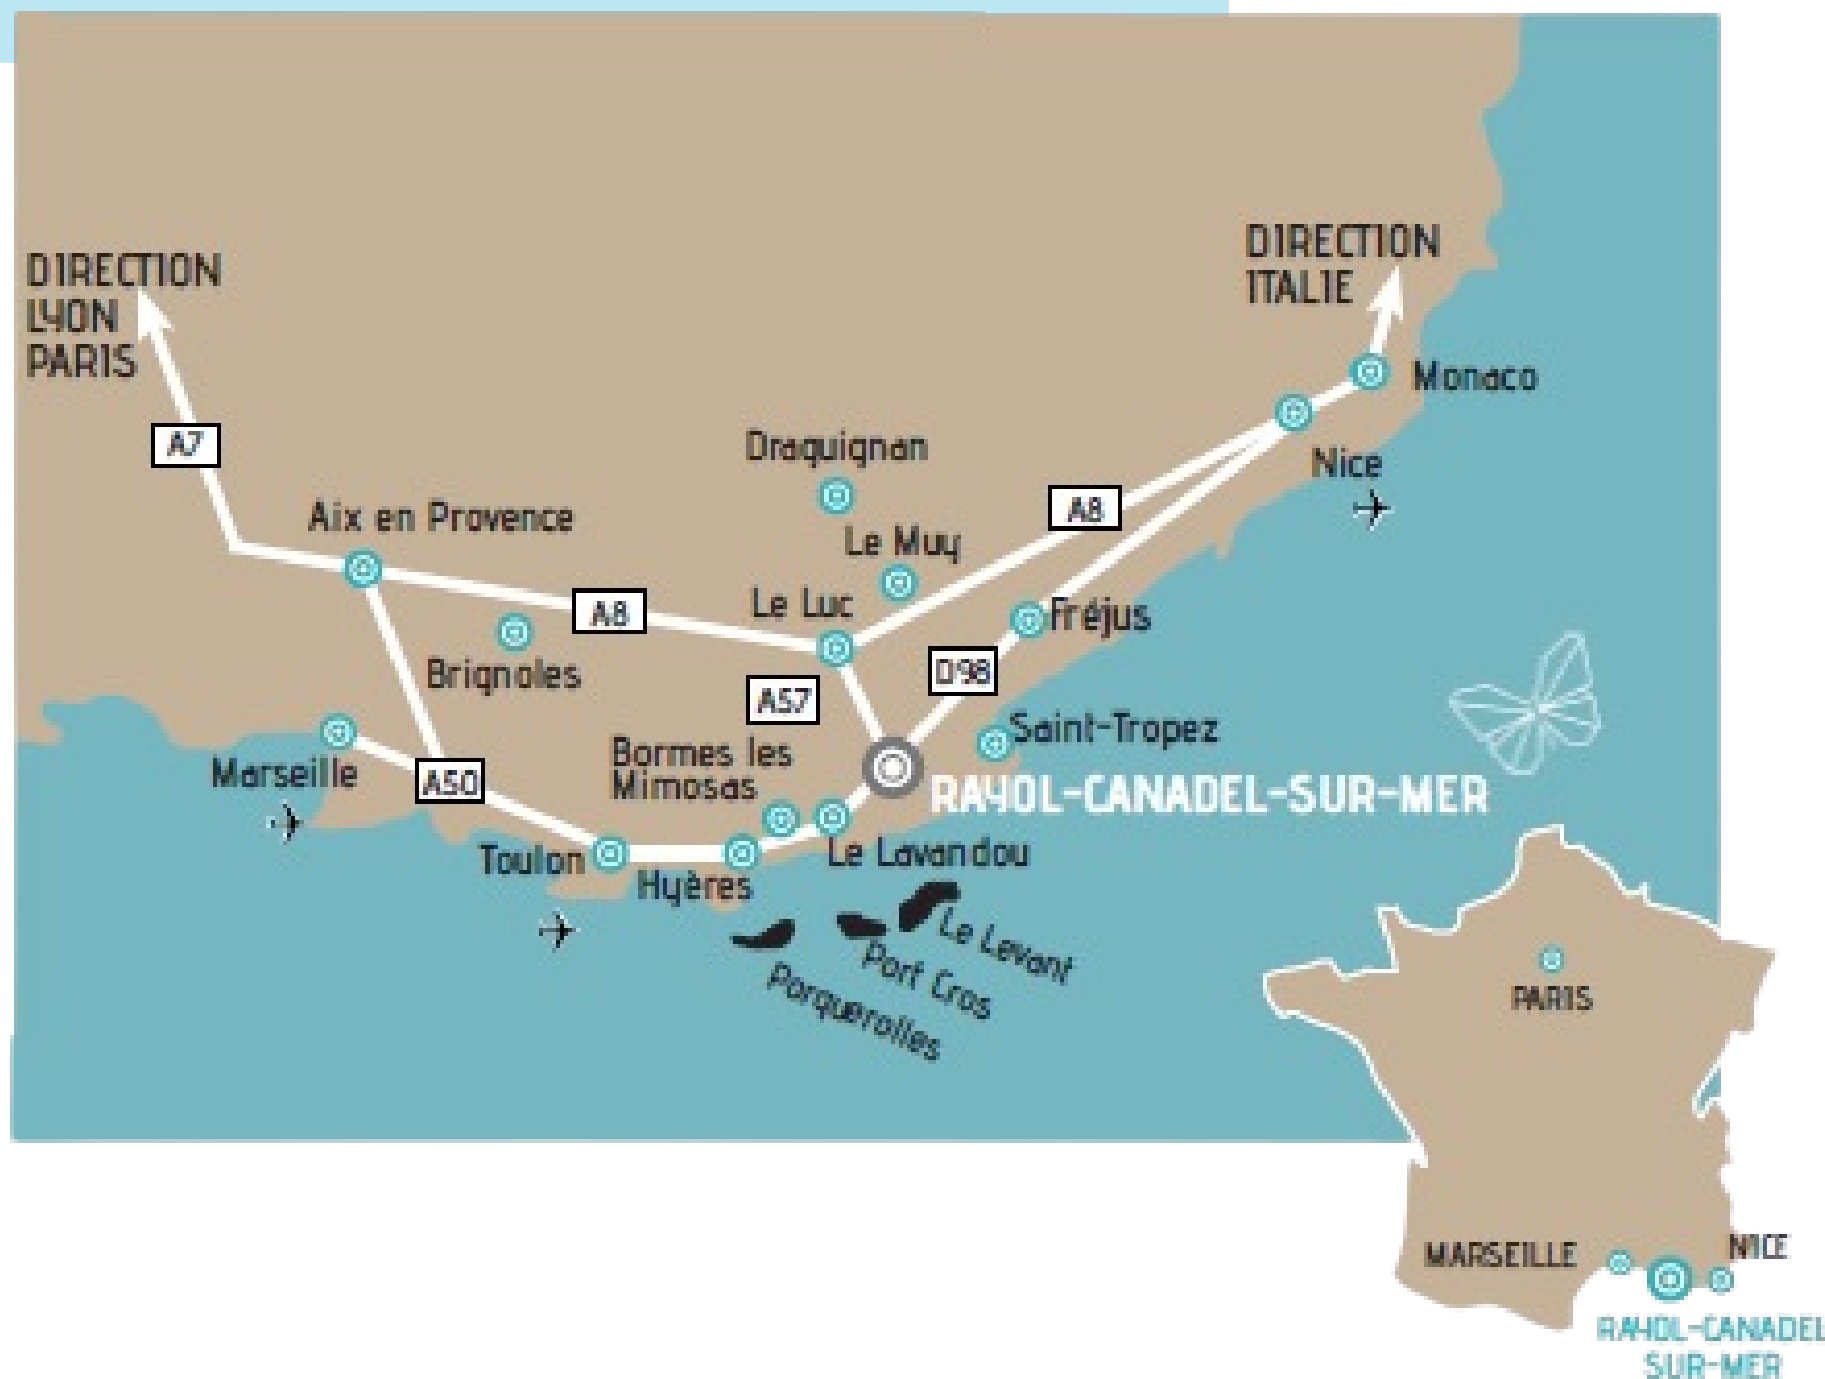 DIRECTION
LYON
PARIS
DIRECTION
ITALIE
Monaco
A7
Draguignan
Nice
Aix en Provence
A8
Le Muy
A8
Le Luc
Fréjus
Brignoles
D98
A57
Saint-Tropez
Bormes les
Mimosas
Marseille
A50
RAYOL-CANADEL-SUR-MER
Toulon
Le Lavandou
Hyères
Le Levant
Port Cros
Porquerolles
PARIS
MARSEILLE
NICE
RAYOL-CANADEL
SUR-MER